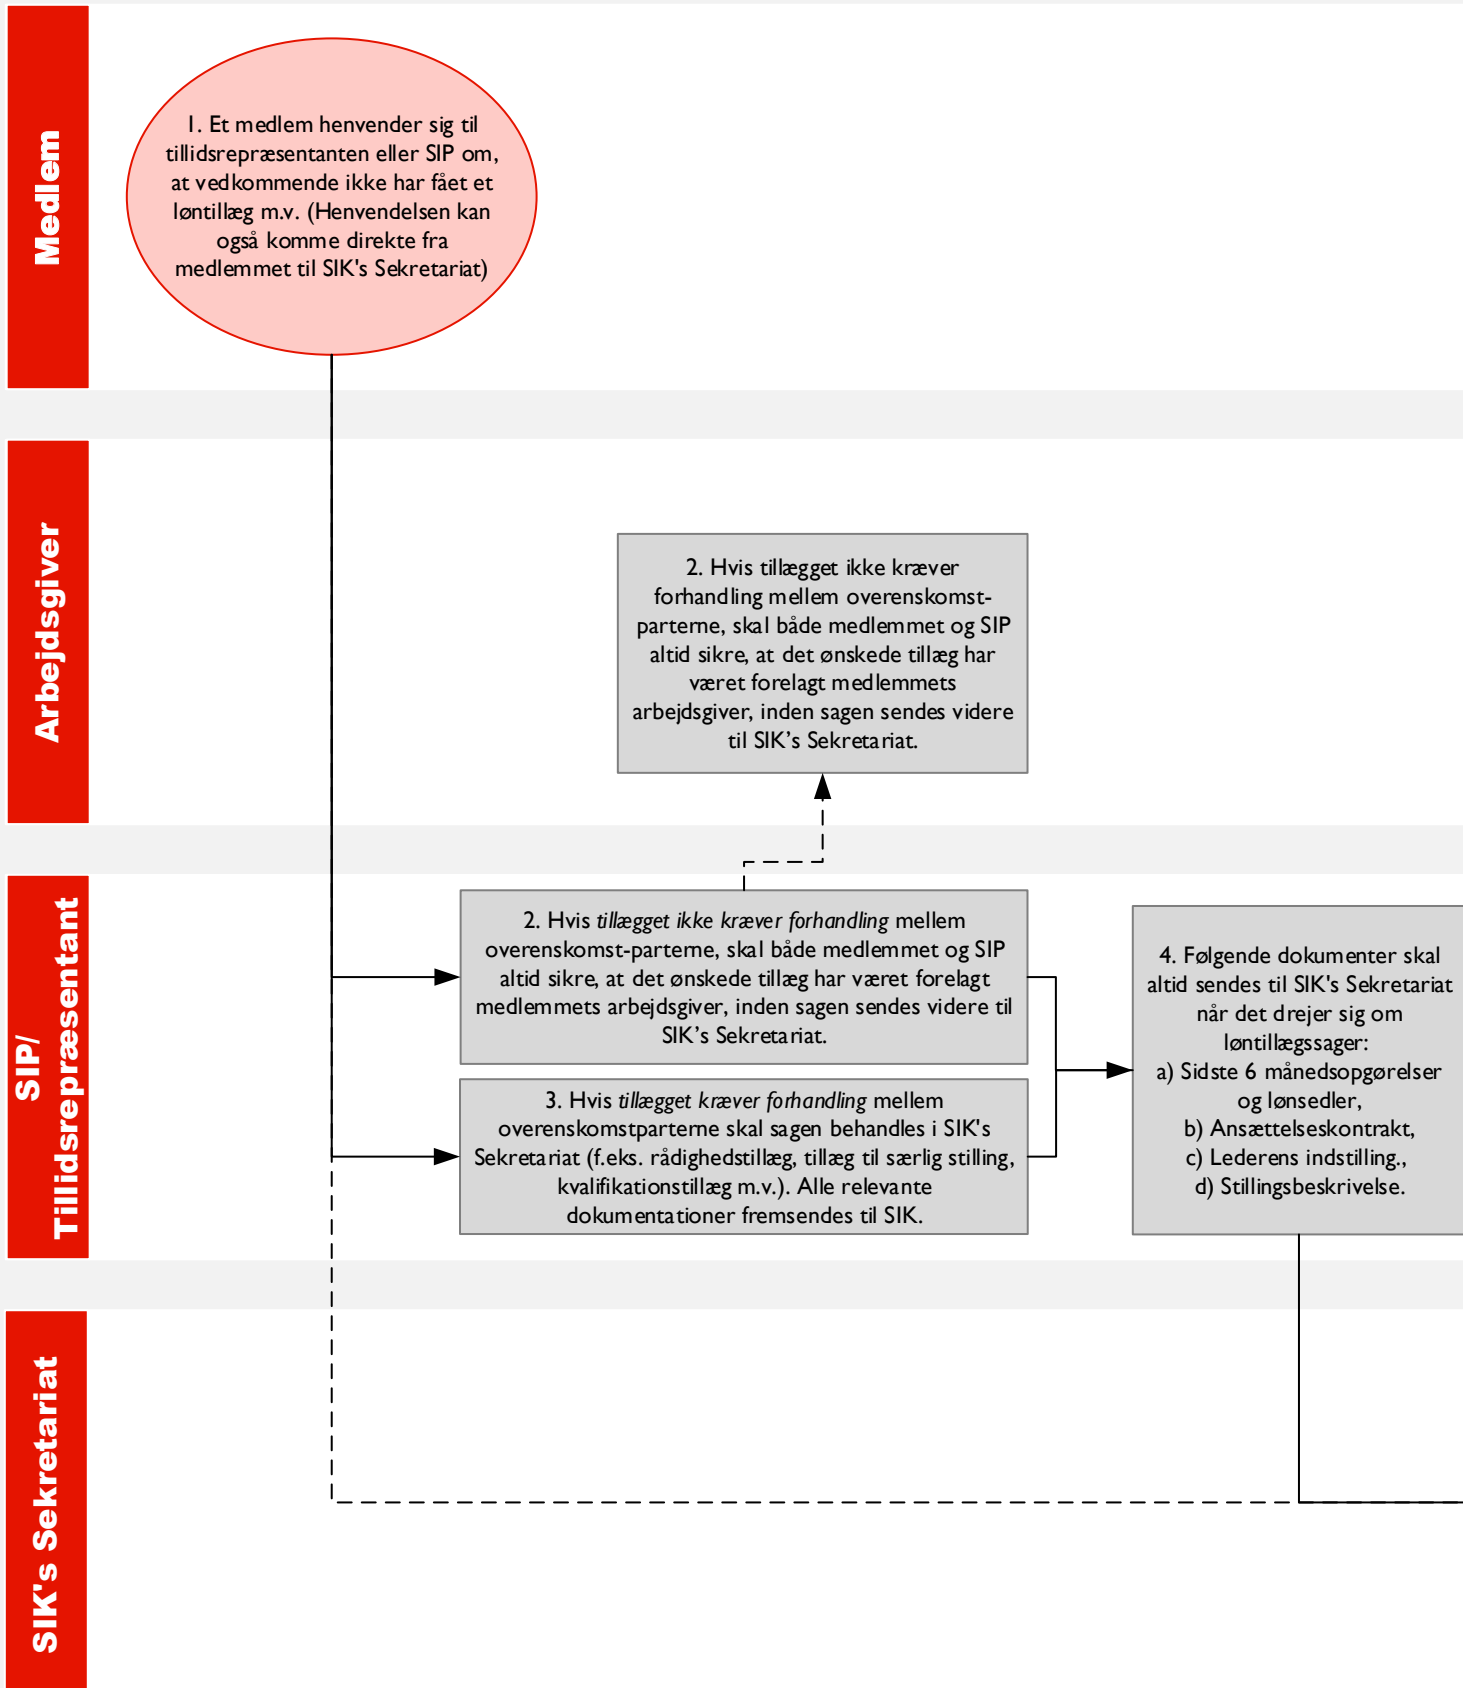 Medlem
1. Et medlem henvender sig til
tillidsrepræsentanten eller SIP om,
at vedkommende ikke har fået et
løntillæg m.v. (Henvendelsen kan
også komme direkte fra
medlemmet til SIK's Sekretariat)
Arbejdsgiver
2. Hvis tillægget ikke kræver
forhandling mellem overenskomst-
parterne, skal både medlemmet og SIP
altid sikre, at det ønskede tillæg har
været forelagt medlemmets
arbejdsgiver, inden sagen sendes videre
til SIK’s Sekretariat.
SIP/
Tillidsrepræsentant
2. Hvis tillægget ikke kræver forhandling mellem
overenskomst-parterne, skal både medlemmet og SIP
altid sikre, at det ønskede tillæg har været forelagt
medlemmets arbejdsgiver, inden sagen sendes videre til
SIK’s Sekretariat.
3. Hvis tillægget kræver forhandling mellem
overenskomstparterne skal sagen behandles i SIK's
Sekretariat (f.eks. rådighedstillæg, tillæg til særlig stilling,
kvalifikationstillæg m.v.). Alle relevante
dokumentationer fremsendes til SIK.
4. Følgende dokumenter skal
altid sendes til SIK's Sekretariat
når det drejer sig om
løntillægssager:
a) Sidste 6 månedsopgørelser
og lønsedler,
b) Ansættelseskontrakt,
c) Lederens indstilling.,
d) Stillingsbeskrivelse.
SIK's Sekretariat